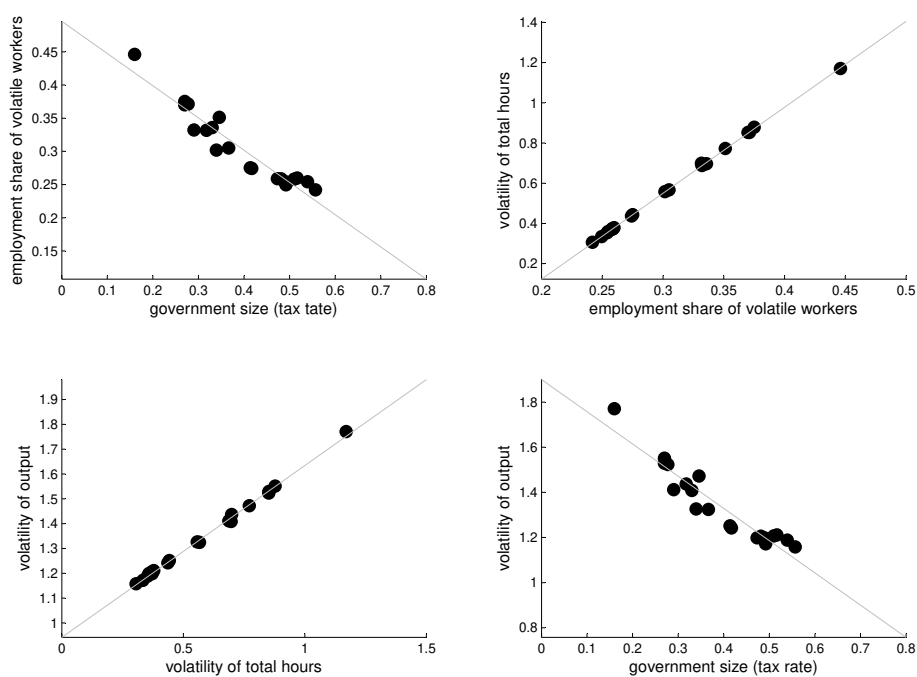 0.45
0.4
0.35
0.3
0.25
0.2
0.15
employment share of volatile workers
0 0.1 0.2 0.3 0.4 0.5 0.6 0.7 0.8
government size (tax tate)
1.4
1.2
1
0.8
0.6
0.4
0.2
volatility of total hours
0.2 0.25 0.3 0.35 0.4 0.45 0.5
employment share of volatile workers
1.9
1.8
1.7
1.6
1.5
1.4
1.3
1.2
1.1
1
volatility of output
0 0.5 1 1.5
volatility of total hours
1.8
1.6
1.4
1.2
1
0.8
volatility of output
0 0.1 0.2 0.3 0.4 0.5 0.6 0.7 0.8
government size (tax rate)